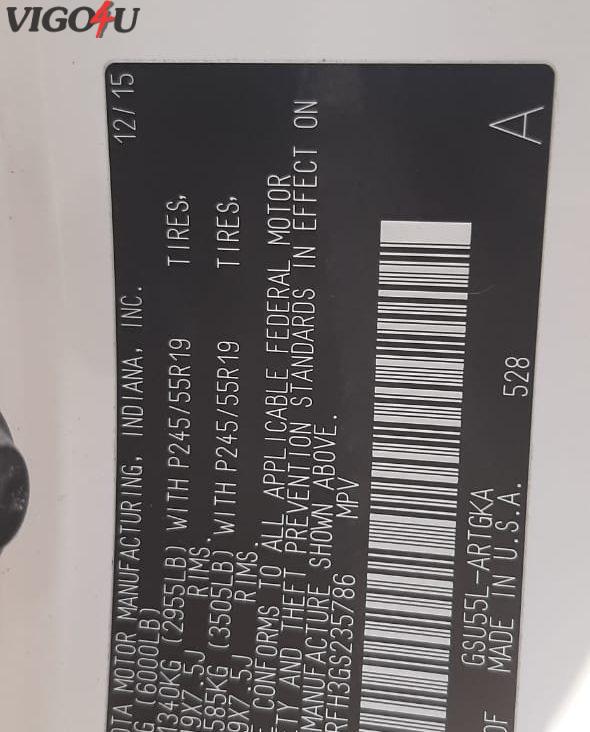 VIGO4U
OTA MOTOR MANUFACTURING, INDIANA, INC. 12/15
G (6000LB)
1340KG (2955LB) WITH P245/55R19 TIRES,
9X7.5J RIMS.
585KG (3505LB) WITH P245/55R19 TIRES,
9X7.5J RIMS.
E CONFORMS TO ALL APPLICABLE FEDERAL MOTOR
ETY AND THEFT PREVENTION STANDARDS IN EFFECT ON
MANUFACTURE SHOWN ABOVE.
RFH3GS235786 MPV
GSU55L-ARTGKA
OF MADE IN U.S.A. 528 A